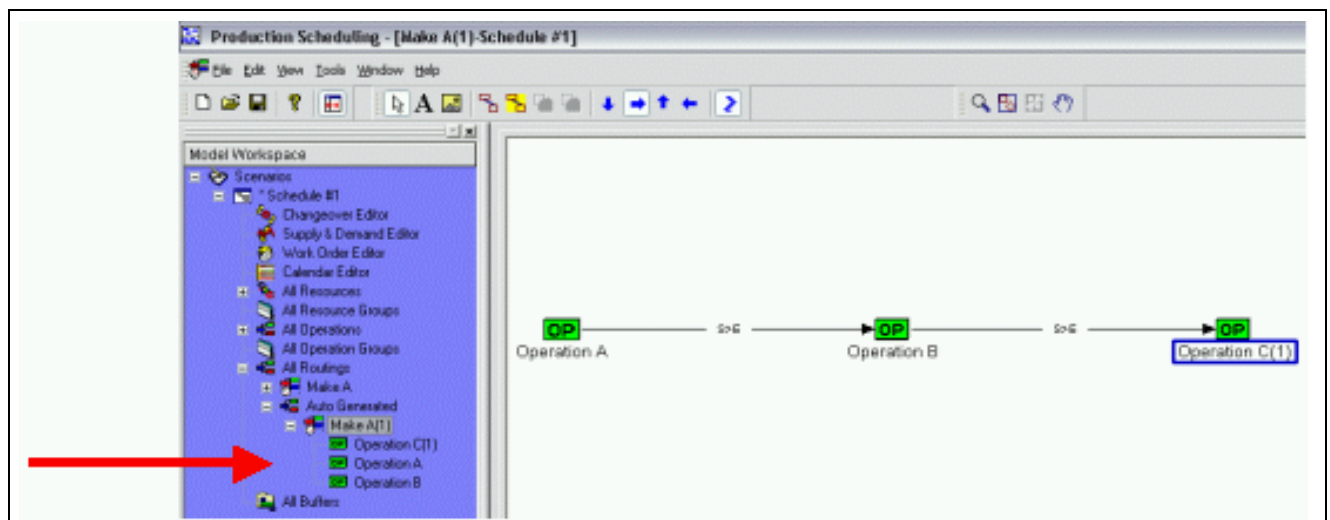 Production Scheduling - [Make A(1)-Schedule #1]
File Edit View Tools Window Help
A
Model Workspace
Scenarios
* Schedule #1
Changeover Editor
Supply & Demand Editor
Work Order Editor
Calendar Editor
All Resources
All Resource Groups
All Operations
All Operation Groups
All Routings
Make A
Auto Generated
Make A(1)
OP Operation C(1)
OP Operation A
OP Operation B
All Buffers
OP S>E OP S>E OP
Operation A Operation B Operation C(1)